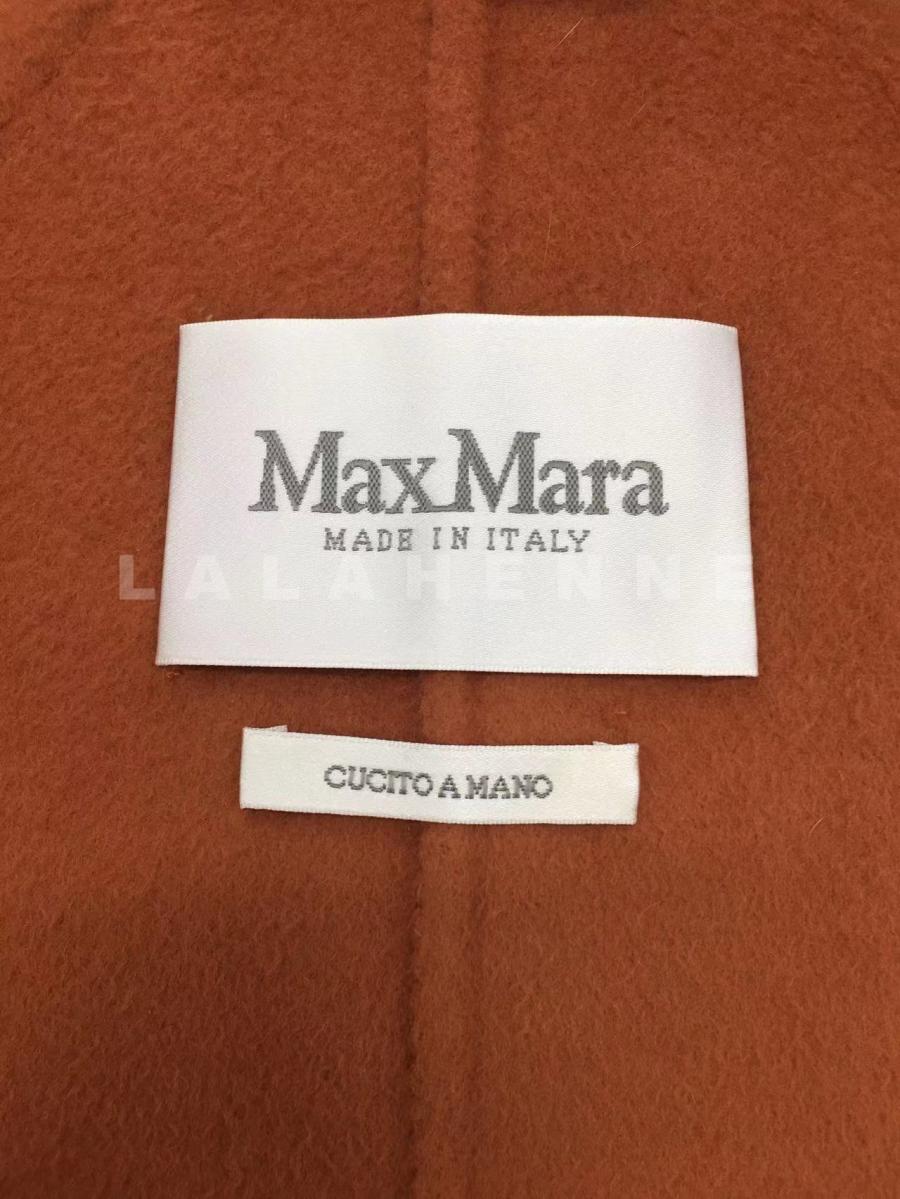 MaxMara
MADE IN ITALY
LALAHENNE
CUCITO A MANO